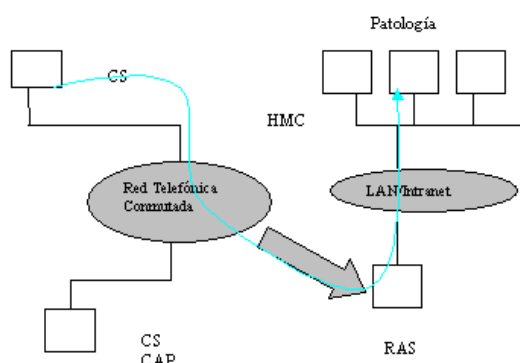 Patología
CS
HMC
Red Telefónica
Conmutada
LAN/Intranet
CS
CAP
RAS